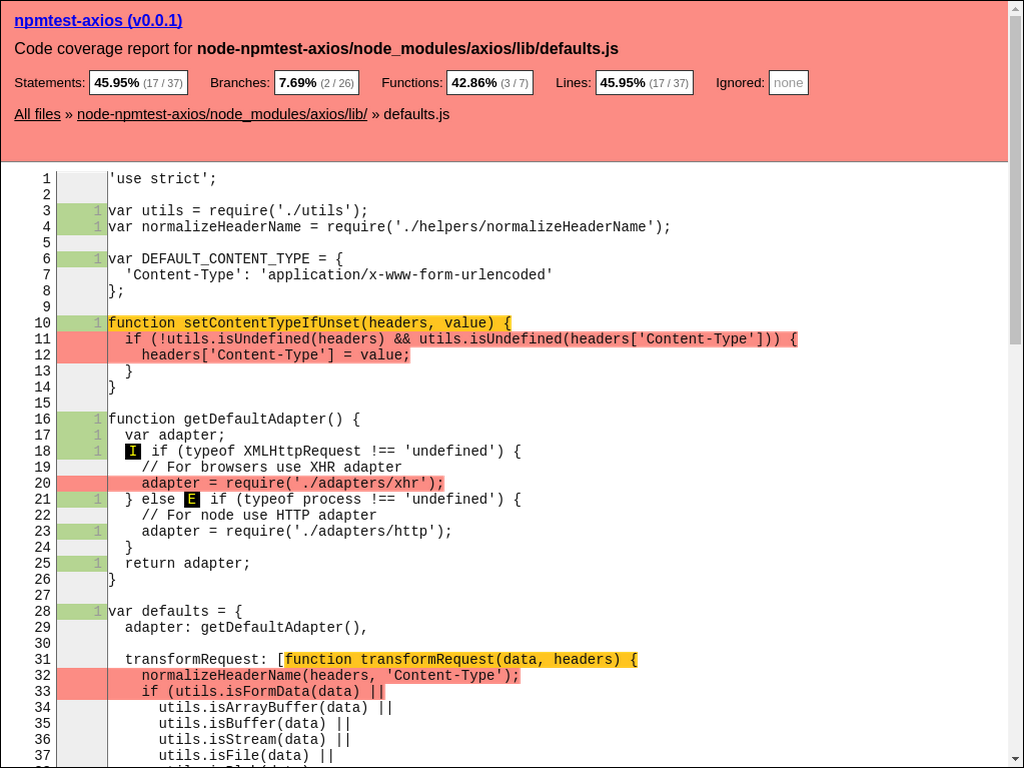 npmtest-axios (v0.0.1)
Code coverage report for node-npmtest-axios/node_modules/axios/lib/defaults.js
Statements: 45.95% (17 / 37) Branches: 7.69% (2 / 26) Functions: 42.86% (3 / 7) Lines: 45.95% (17 / 37) Ignored: none
All files » node-npmtest-axios/node_modules/axios/lib/ » defaults.js
1 'use strict';
2
3 1 var utils = require('./utils');
4 1 var normalizeHeaderName = require('./helpers/normalizeHeaderName');
5
6 1 var DEFAULT_CONTENT_TYPE = {
7 'Content-Type': 'application/x-www-form-urlencoded'
8 };
9
10 1 function setContentTypeIfUnset(headers, value) {
11 if (!utils.isUndefined(headers) && utils.isUndefined(headers['Content-Type'])) {
12 headers['Content-Type'] = value;
13 }
14 }
15
16 1 function getDefaultAdapter() {
17 1 var adapter;
18 1 I if (typeof XMLHttpRequest !== 'undefined') {
19 // For browsers use XHR adapter
20 adapter = require('./adapters/xhr');
21 1 } else E if (typeof process !== 'undefined') {
22 // For node use HTTP adapter
23 1 adapter = require('./adapters/http');
24 }
25 1 return adapter;
26 }
27
28 1 var defaults = {
29 adapter: getDefaultAdapter(),
30
31 transformRequest: [function transformRequest(data, headers) {
32 normalizeHeaderName(headers, 'Content-Type');
33 if (utils.isFormData(data) ||
34 utils.isArrayBuffer(data) ||
35 utils.isBuffer(data) ||
36 utils.isStream(data) ||
37 utils.isFile(data) ||